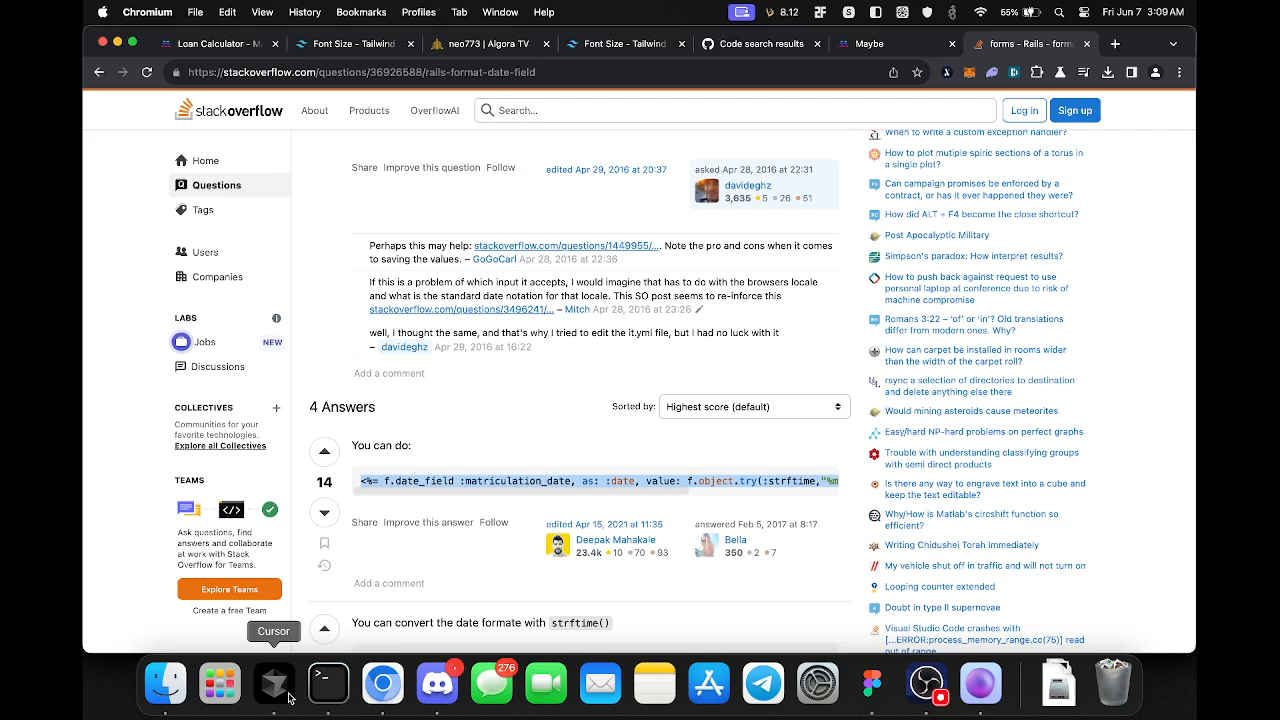 Chromium File Edit View History Bookmarks Profiles Tab Window Help 8.12 55% Fri Jun 7 3:09 AM
Loan Calculator - M Font Size - Tailwind neo773 | Algora TV Font Size - Tailwind Code search results Maybe forms - Rails - form
https://stackoverflow.com/questions/36926588/rails-format-date-field
stackoverflow About Products OverflowAI Search... Log in Sign up
Home
Questions
Tags
Users
Companies
LABS
Jobs NEW
Discussions
COLLECTIVES
Communities for your
favorite technologies.
Explore all Collectives
TEAMS
Ask questions, find
answers and collaborate
at work with Stack
Overflow for Teams.
Explore Teams
Create a free Team
Share Improve this question Follow
edited Apr 29, 2016 at 20:37
asked Apr 28, 2016 at 22:31
davideghz
3,635 5 26 51
Perhaps this may help: stackoverflow.com/questions/1449955/... Note the pro and cons when it comes
to saving the values. – GoGoCarl Apr 28, 2016 at 22:36
If this is a problem of which input it accepts, I would imagine that has to do with the browsers locale
and what is the standard date notation for that locale. This SO post seems to re-inforce this
stackoverflow.com/questions/3496241/... – Mitch Apr 28, 2016 at 23:26
well, I thought the same, and that's why I tried to edit the it.yml file, but I had no luck with it
– davideghz Apr 29, 2016 at 16:22
Add a comment
4 Answers
Sorted by: Highest score (default)
14
You can do:
<%= f.date_field :matriculation_date, as: :date, value: f.object.try(:strftime,"%m
Share Improve this answer Follow
edited Apr 15, 2021 at 11:35
Deepak Mahakale
23.4k 10 70 93
answered Feb 5, 2017 at 8:17
Bella
350 2 7
Add a comment
You can convert the date formate with strftime()
When to write a custom exception handler?
How to plot mutiple spiric sections of a torus in
a single plot?
Can campaign promises be enforced by a
contract, or has it ever happened they were?
How did ALT + F4 become the close shortcut?
Post Apocalyptic Military
Simpson's paradox: How interpret results?
How to push back against request to use
personal laptop at conference due to risk of
machine compromise
Romans 3:22 – 'of' or 'in'? Old translations
differ from modern ones. Why?
How can carpet be installed in rooms wider
than the width of the carpet roll?
rsync a selection of directories to destination
and delete anything else there
Would mining asteroids cause meteorites
Easy/hard NP-hard problems on perfect graphs
Trouble with understanding classifying groups
with semi direct products
Is there any way to engrave text into a cube and
keep the text editable?
Why/How is Matlab's circshift function so
efficient?
Writing Chidushei Torah Immediately
My vehicle shut off in traffic and will not turn on
Looping counter extended
Doubt in type II supernovae
Visual Studio Code crashes with
[...ERROR:process_memory_range.cc(75)] read
out of range
Cursor
276